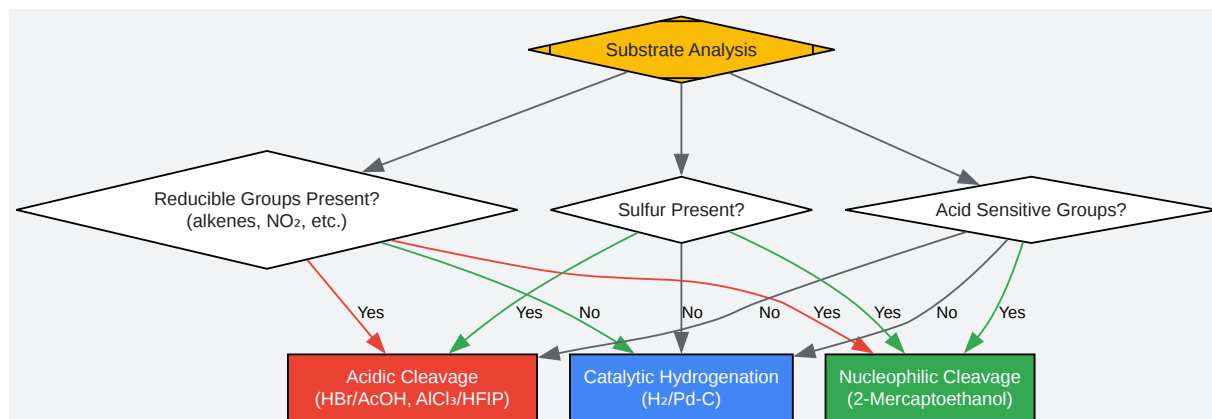 Substrate Analysis
Reducible Groups Present?
(alkenes, NO₂, etc.)
Sulfur Present?
Acid Sensitive Groups?
Yes
Yes
No
No
Yes
Yes
No
Yes
Acidic Cleavage
(HBr/AcOH, AlCl₃/HFIP)
Catalytic Hydrogenation
(H₂/Pd-C)
Nucleophilic Cleavage
(2-Mercaptoethanol)